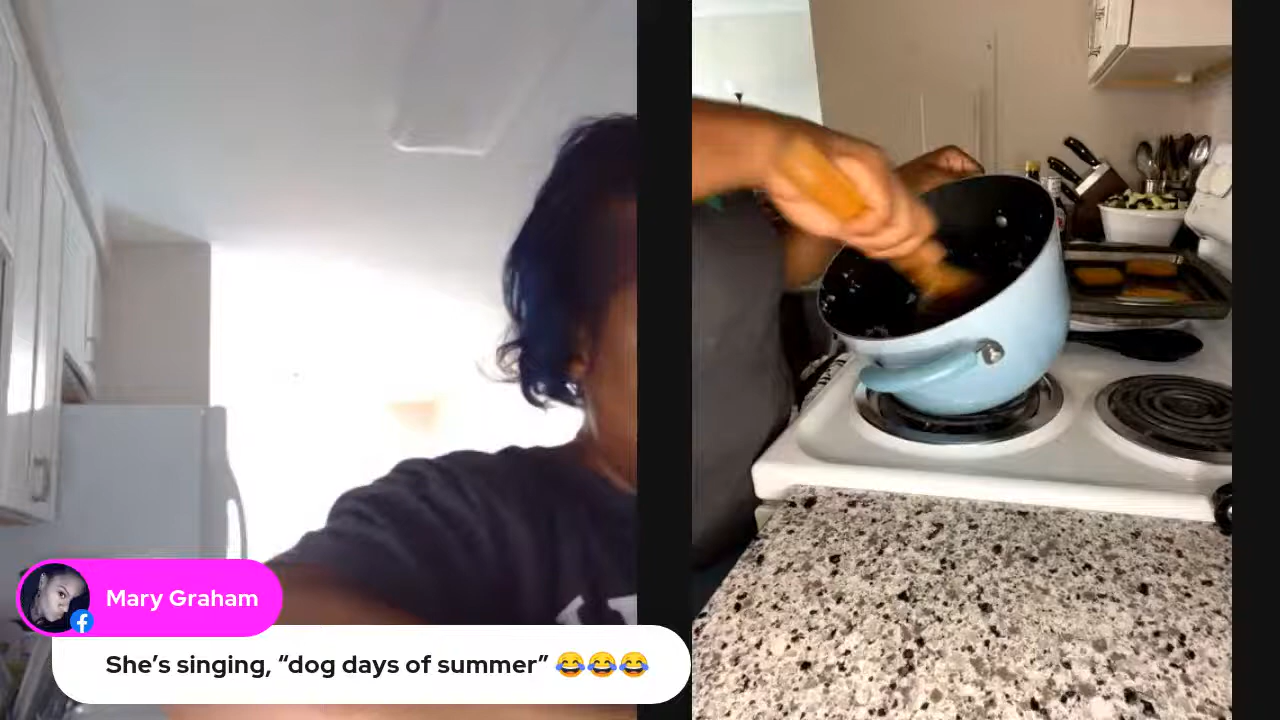 Mary Graham
She’s singing, “dog days of summer” 😂😂😂